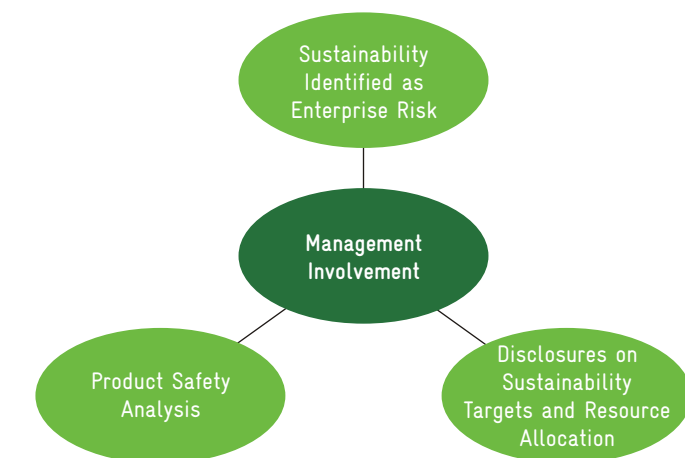 Sustainability
Identified as
Enterprise Risk
Management
Involvement
Product Safety
Analysis
Disclosures on
Sustainability
Targets and Resource
Allocation